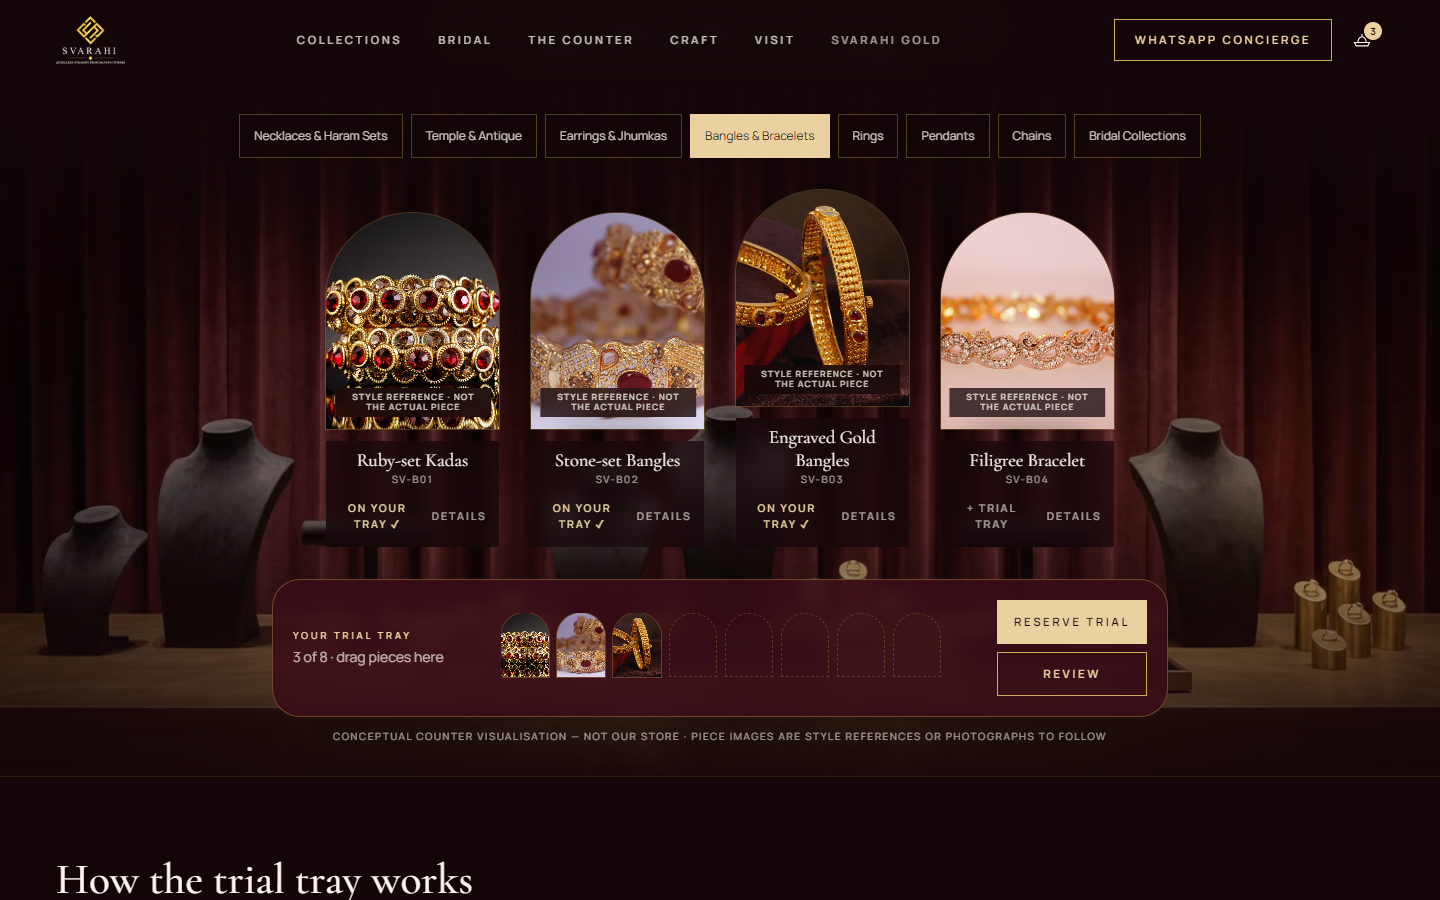 SVARAHI
COLLECTIONS BRIDAL THE COUNTER CRAFT VISIT SVARAHI GOLD
WHATSAPP CONCIERGE
3
Necklaces & Haram Sets
Temple & Antique
Earrings & Jhumkas
Bangles & Bracelets
Rings
Pendants
Chains
Bridal Collections
STYLE REFERENCE · NOT
THE ACTUAL PIECE
Ruby-set Kadas
SV-B01
ON YOUR
TRAY ✓
DETAILS
STYLE REFERENCE · NOT
THE ACTUAL PIECE
Stone-set Bangles
SV-B02
ON YOUR
TRAY ✓
DETAILS
STYLE REFERENCE · NOT
THE ACTUAL PIECE
Engraved Gold
Bangles
SV-B03
ON YOUR
TRAY ✓
DETAILS
STYLE REFERENCE · NOT
THE ACTUAL PIECE
Filigree Bracelet
SV-B04
+ TRIAL
TRAY
DETAILS
YOUR TRIAL TRAY
3 of 8 · drag pieces here
RESERVE TRIAL
REVIEW
CONCEPTUAL COUNTER VISUALISATION — NOT OUR STORE · PIECE IMAGES ARE STYLE REFERENCES OR PHOTOGRAPHS TO FOLLOW
How the trial tray works